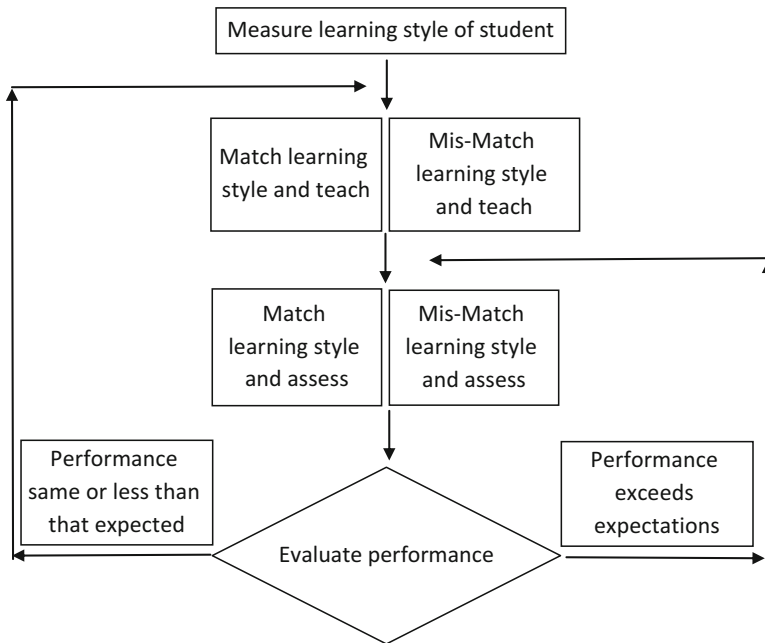 Measure learning style of student
Match learning
style and teach
Mis-Match
learning style
and teach
Match
learning style
and assess
Mis-Match
learning style
and assess
Performance
same or less than
that expected
Performance
exceeds
expectations
Evaluate performance